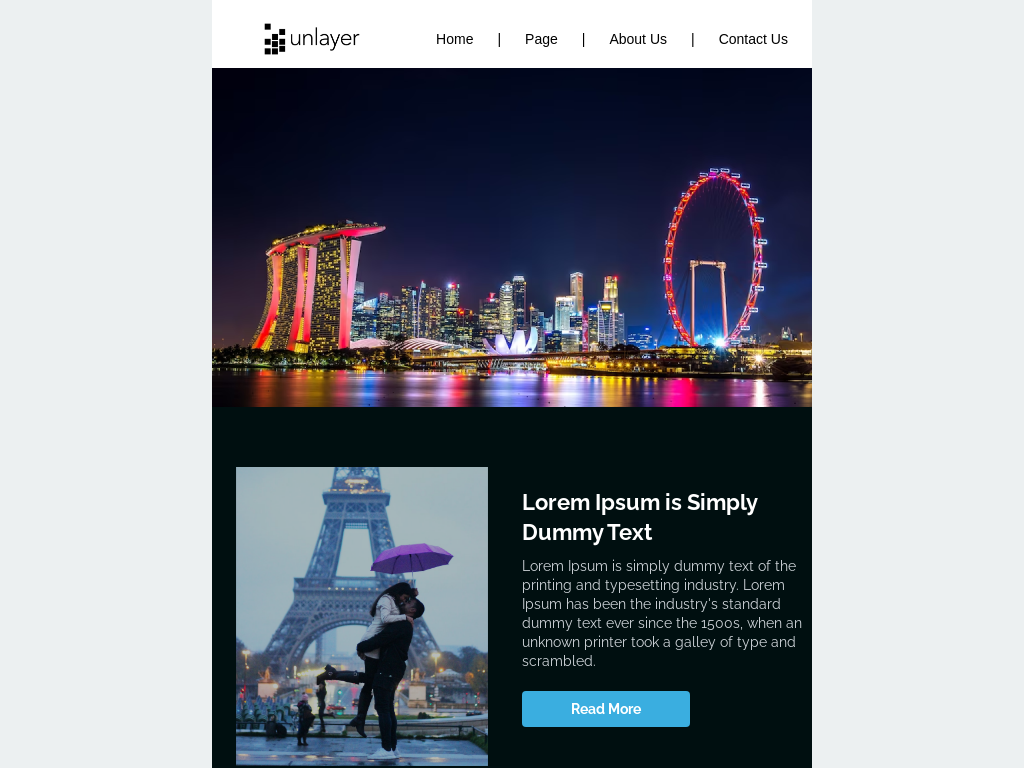 unlayer
Home | Page | About Us | Contact Us
Lorem Ipsum is Simply
Dummy Text
Lorem Ipsum is simply dummy text of the
printing and typesetting industry. Lorem
Ipsum has been the industry's standard
dummy text ever since the 1500s, when an
unknown printer took a galley of type and
scrambled.
Read More